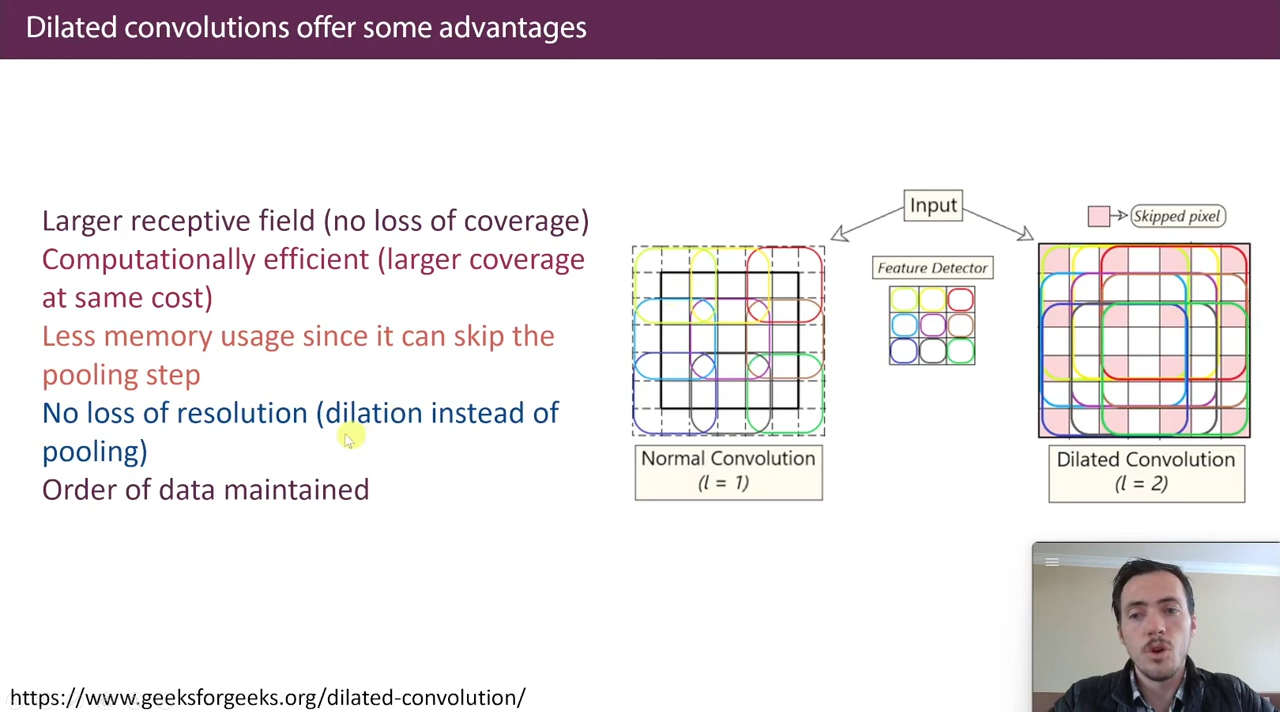 Dilated convolutions offer some advantages
Larger receptive field (no loss of coverage)
Computationally efficient (larger coverage
at same cost)
Less memory usage since it can skip the
pooling step
No loss of resolution (dilation instead of
pooling)
Order of data maintained
Input
Skipped pixel
Feature Detector
Normal Convolution
(l = 1)
Dilated Convolution
(l = 2)
https://www.geeksforgeeks.org/dilated-convolution/